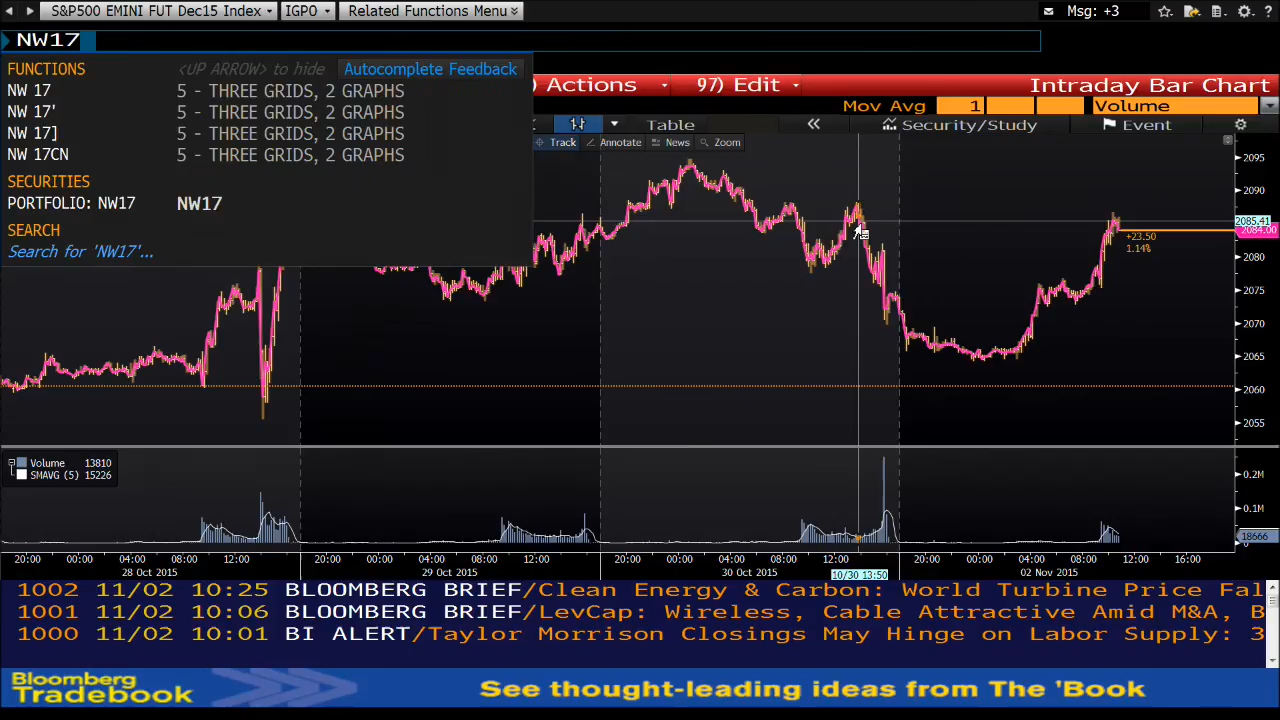 S&P500 EMINI FUT Dec15 Index IGPO Related Functions Menu Msg: +3 ?
NW17
FUNCTIONS <UP ARROW> to hide Autocomplete Feedback
NW 17 5 - THREE GRIDS, 2 GRAPHS
NW 17' 5 - THREE GRIDS, 2 GRAPHS
NW 17] 5 - THREE GRIDS, 2 GRAPHS
NW 17CN 5 - THREE GRIDS, 2 GRAPHS
SECURITIES
PORTFOLIO: NW17 NW17
SEARCH
Search for 'NW17'...
) Actions 97) Edit Intraday Bar Chart
Mov Avg 1 Volume
Table « Security/Study Event
Track Annotate News Zoom
2095
2090
2085.41
2084.00
+23.50
1.14%
2080
2075
2070
2065
2060
2055
Volume 13810
SMAVG (5) 15226
0.2M
0.1M
18666
0
20:00 00:00 04:00 08:00 12:00 20:00 00:00 04:00 08:00 12:00 20:00 00:00 04:00 08:00 12:00 20:00 00:00 04:00 08:00 12:00 16:00
28 Oct 2015 29 Oct 2015 30 Oct 2015 10/30 13:50 02 Nov 2015
1002 11/02 10:25 BLOOMBERG BRIEF/Clean Energy & Carbon: World Turbine Price Fal
1001 11/02 10:06 BLOOMBERG BRIEF/LevCap: Wireless, Cable Attractive Amid M&A, B
1000 11/02 10:01 BI ALERT/Taylor Morrison Closings May Hinge on Labor Supply: 3
Bloomberg
Tradebook
See thought-leading ideas from The 'Book